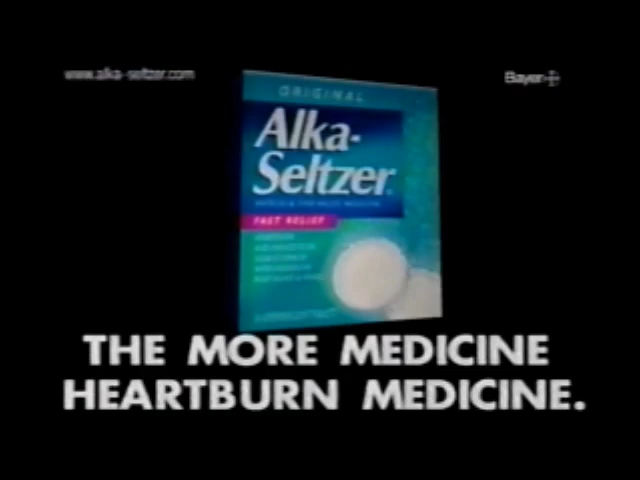 www.alka-seltzer.com
Bayer
ORIGINAL
Alka-
Seltzer
FAST RELIEF
THE MORE MEDICINE
HEARTBURN MEDICINE.